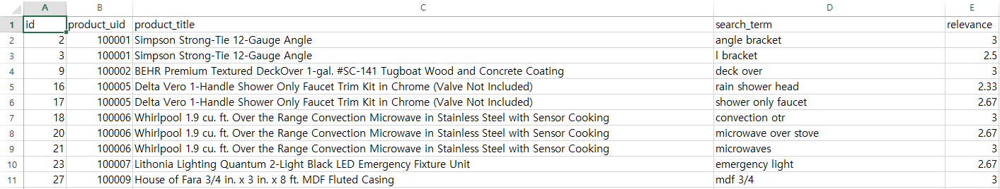 A B C D E
1 id product_uid product_title search_term relevance
2 2 100001 Simpson Strong-Tie 12-Gauge Angle angle bracket 3
3 3 100001 Simpson Strong-Tie 12-Gauge Angle l bracket 2.5
4 9 100002 BEHR Premium Textured DeckOver 1-gal. #SC-141 Tugboat Wood and Concrete Coating deck over 3
5 16 100005 Delta Vero 1-Handle Shower Only Faucet Trim Kit in Chrome (Valve Not Included) rain shower head 2.33
6 17 100005 Delta Vero 1-Handle Shower Only Faucet Trim Kit in Chrome (Valve Not Included) shower only faucet 2.67
7 18 100006 Whirlpool 1.9 cu. ft. Over the Range Convection Microwave in Stainless Steel with Sensor Cooking convection otr 3
8 20 100006 Whirlpool 1.9 cu. ft. Over the Range Convection Microwave in Stainless Steel with Sensor Cooking microwave over stove 2.67
9 21 100006 Whirlpool 1.9 cu. ft. Over the Range Convection Microwave in Stainless Steel with Sensor Cooking microwaves 3
10 23 100007 Lithonia Lighting Quantum 2-Light Black LED Emergency Fixture Unit emergency light 2.67
11 27 100009 House of Fara 3/4 in. x 3 in. x 8 ft. MDF Fluted Casing mdf 3/4 3